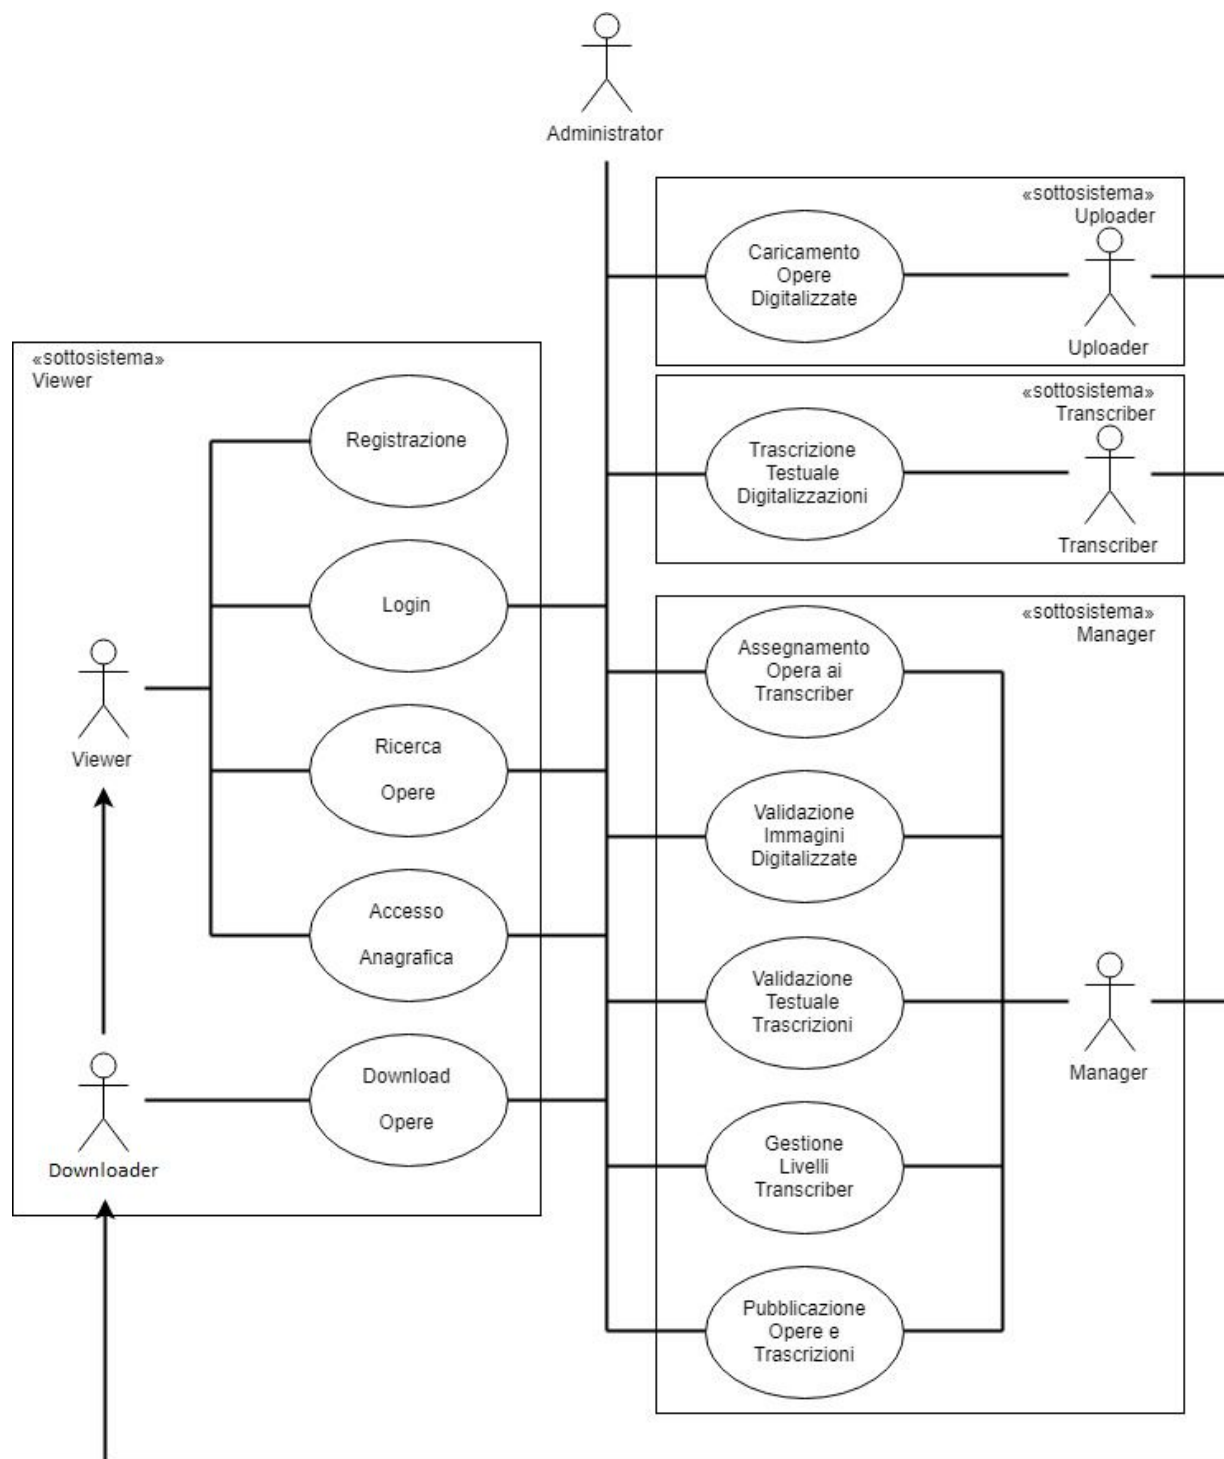 Administrator
«sottosistema»
Uploader
Caricamento
Opere
Digitalizzate
Uploader
«sottosistema»
Viewer
Registrazione
Login
Ricerca
Opere
Accesso
Anagrafica
Download
Opere
Viewer
Downloader
«sottosistema»
Transcriber
Trascrizione
Testuale
Digitalizzazioni
Transcriber
«sottosistema»
Manager
Assegnamento
Opera ai
Transcriber
Validazione
Immagini
Digitalizzate
Validazione
Testuale
Trascrizioni
Gestione
Livelli
Transcriber
Pubblicazione
Opere e
Trascrizioni
Manager